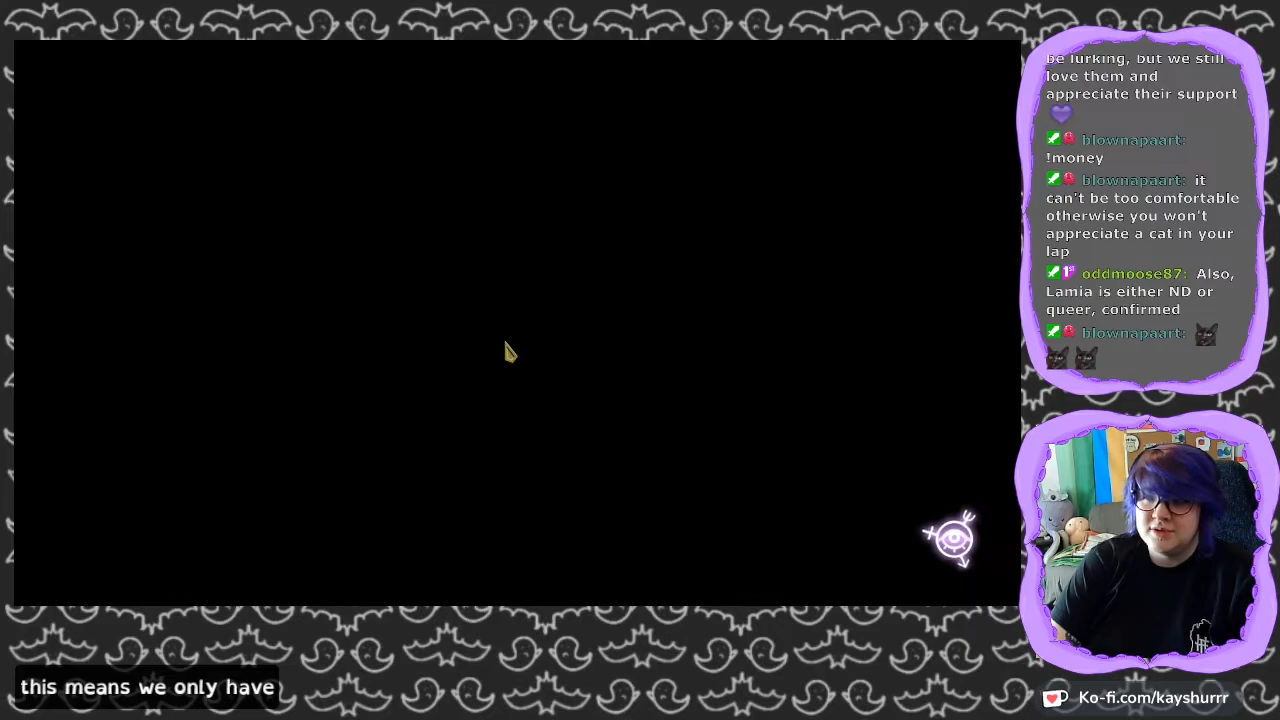 be lurking, but we still
love them and
appreciate their support
blownapaart:
!money
blownapaart: it
can't be too comfortable
otherwise you won't
appreciate a cat in your
lap
1st oddmoose87: Also,
Lamia is either ND or
queer, confirmed
blownapaart:
this means we only have
Ko-fi.com/kayshurrr